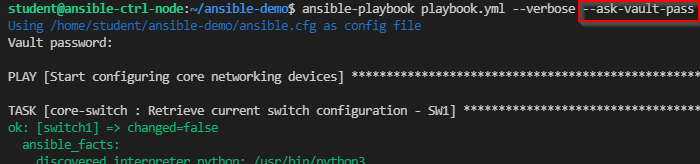 student@ansible-ctrl-node:~/ansible-demo$ ansible-playbook playbook.yml --verbose --ask-vault-pass
Using /home/student/ansible-demo/ansible.cfg as config file
Vault password:
PLAY [Start configuring core networking devices] ***********************************
TASK [core-switch : Retrieve current switch configuration - SW1] ************************
ok: [switch1] => changed=false
ansible_facts:
discovered_interpreter_python: /usr/bin/python3